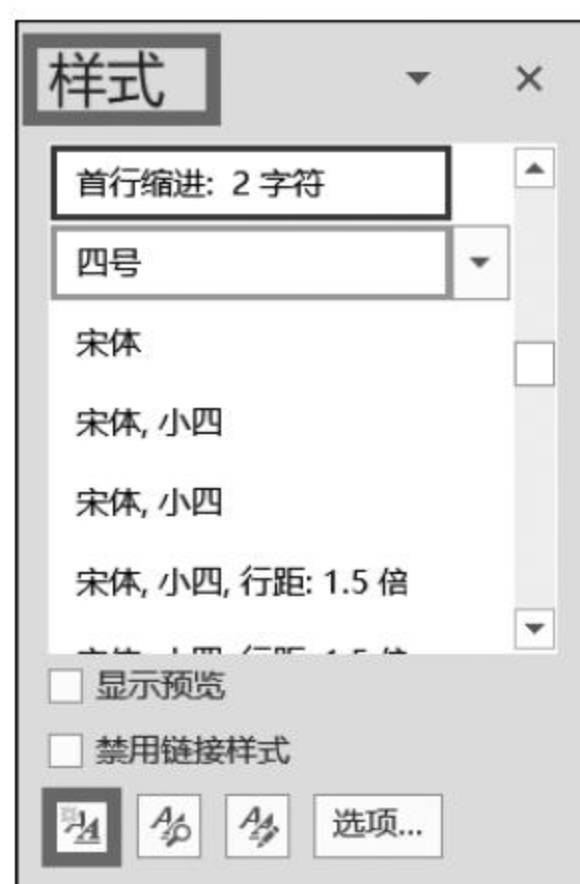 样式
首行缩进: 2 字符
四号
宋体
宋体, 小四
宋体, 小四
宋体, 小四, 行距: 1.5 倍
显示预览
禁用链接样式
选项...